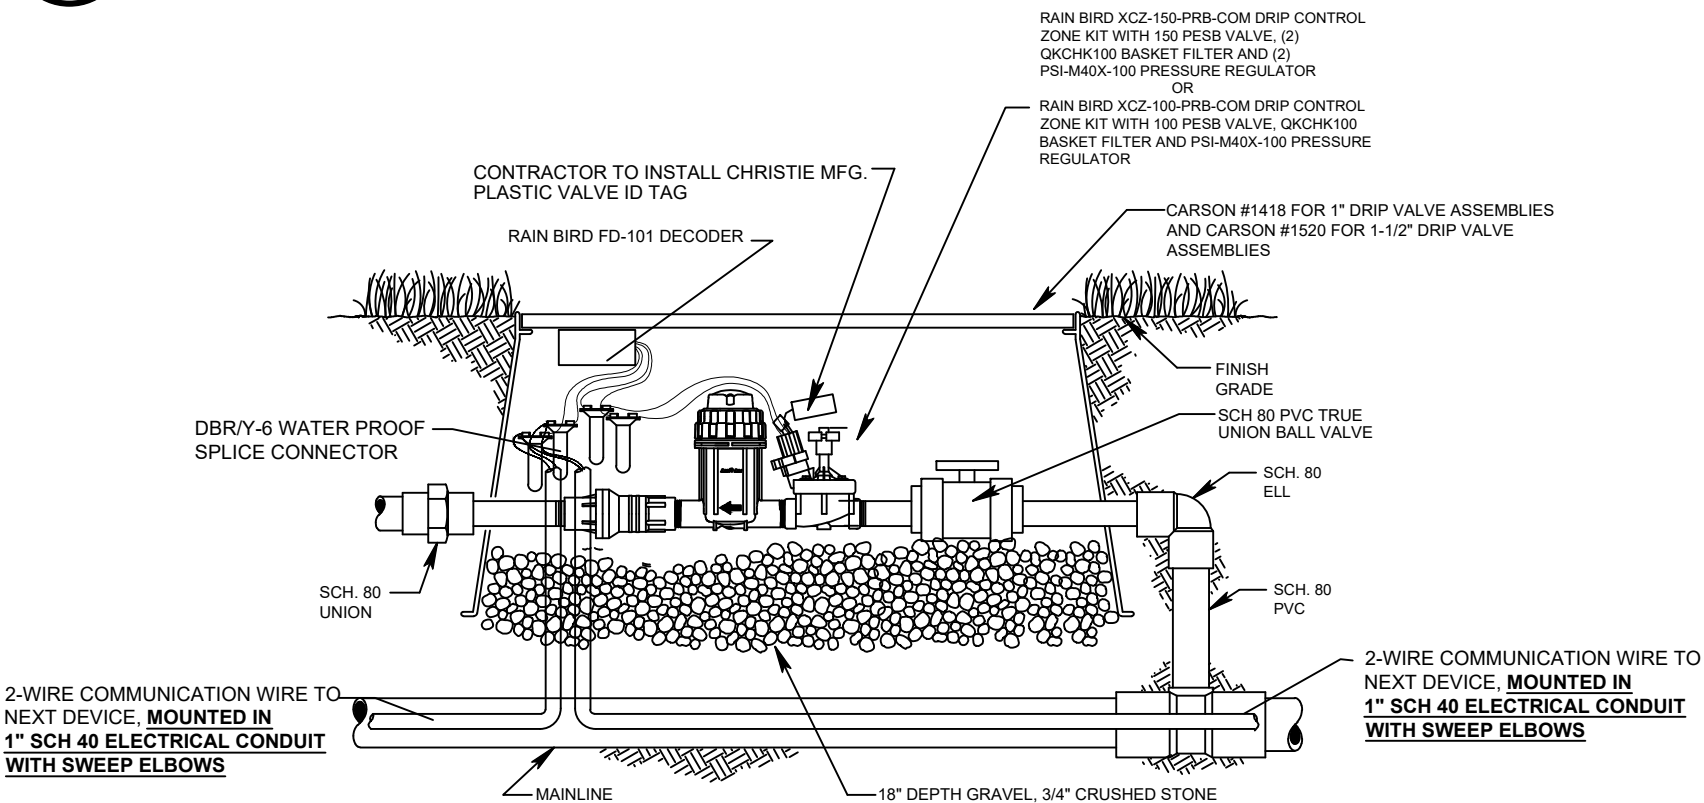 RAIN BIRD XCZ-150-PRB-COM DRIP CONTROL
ZONE KIT WITH 150 PESB VALVE, (2)
QKCHK100 BASKET FILTER AND (2)
PSI-M40X-100 PRESSURE REGULATOR
OR
RAIN BIRD XCZ-100-PRB-COM DRIP CONTROL
ZONE KIT WITH 100 PESB VALVE, QKCHK100
BASKET FILTER AND PSI-M40X-100 PRESSURE
REGULATOR
CONTRACTOR TO INSTALL CHRISTIE MFG.
PLASTIC VALVE ID TAG
RAIN BIRD FD-101 DECODER
CARSON #1418 FOR 1" DRIP VALVE ASSEMBLIES
AND CARSON #1520 FOR 1-1/2" DRIP VALVE
ASSEMBLIES
FINISH
GRADE
DBR/Y-6 WATER PROOF
SPLICE CONNECTOR
SCH 80 PVC TRUE
UNION BALL VALVE
SCH. 80
ELL
SCH. 80
UNION
SCH. 80
PVC
2-WIRE COMMUNICATION WIRE TO
NEXT DEVICE, MOUNTED IN
1" SCH 40 ELECTRICAL CONDUIT
WITH SWEEP ELBOWS
2-WIRE COMMUNICATION WIRE TO
NEXT DEVICE, MOUNTED IN
1" SCH 40 ELECTRICAL CONDUIT
WITH SWEEP ELBOWS
MAINLINE
18" DEPTH GRAVEL, 3/4" CRUSHED STONE